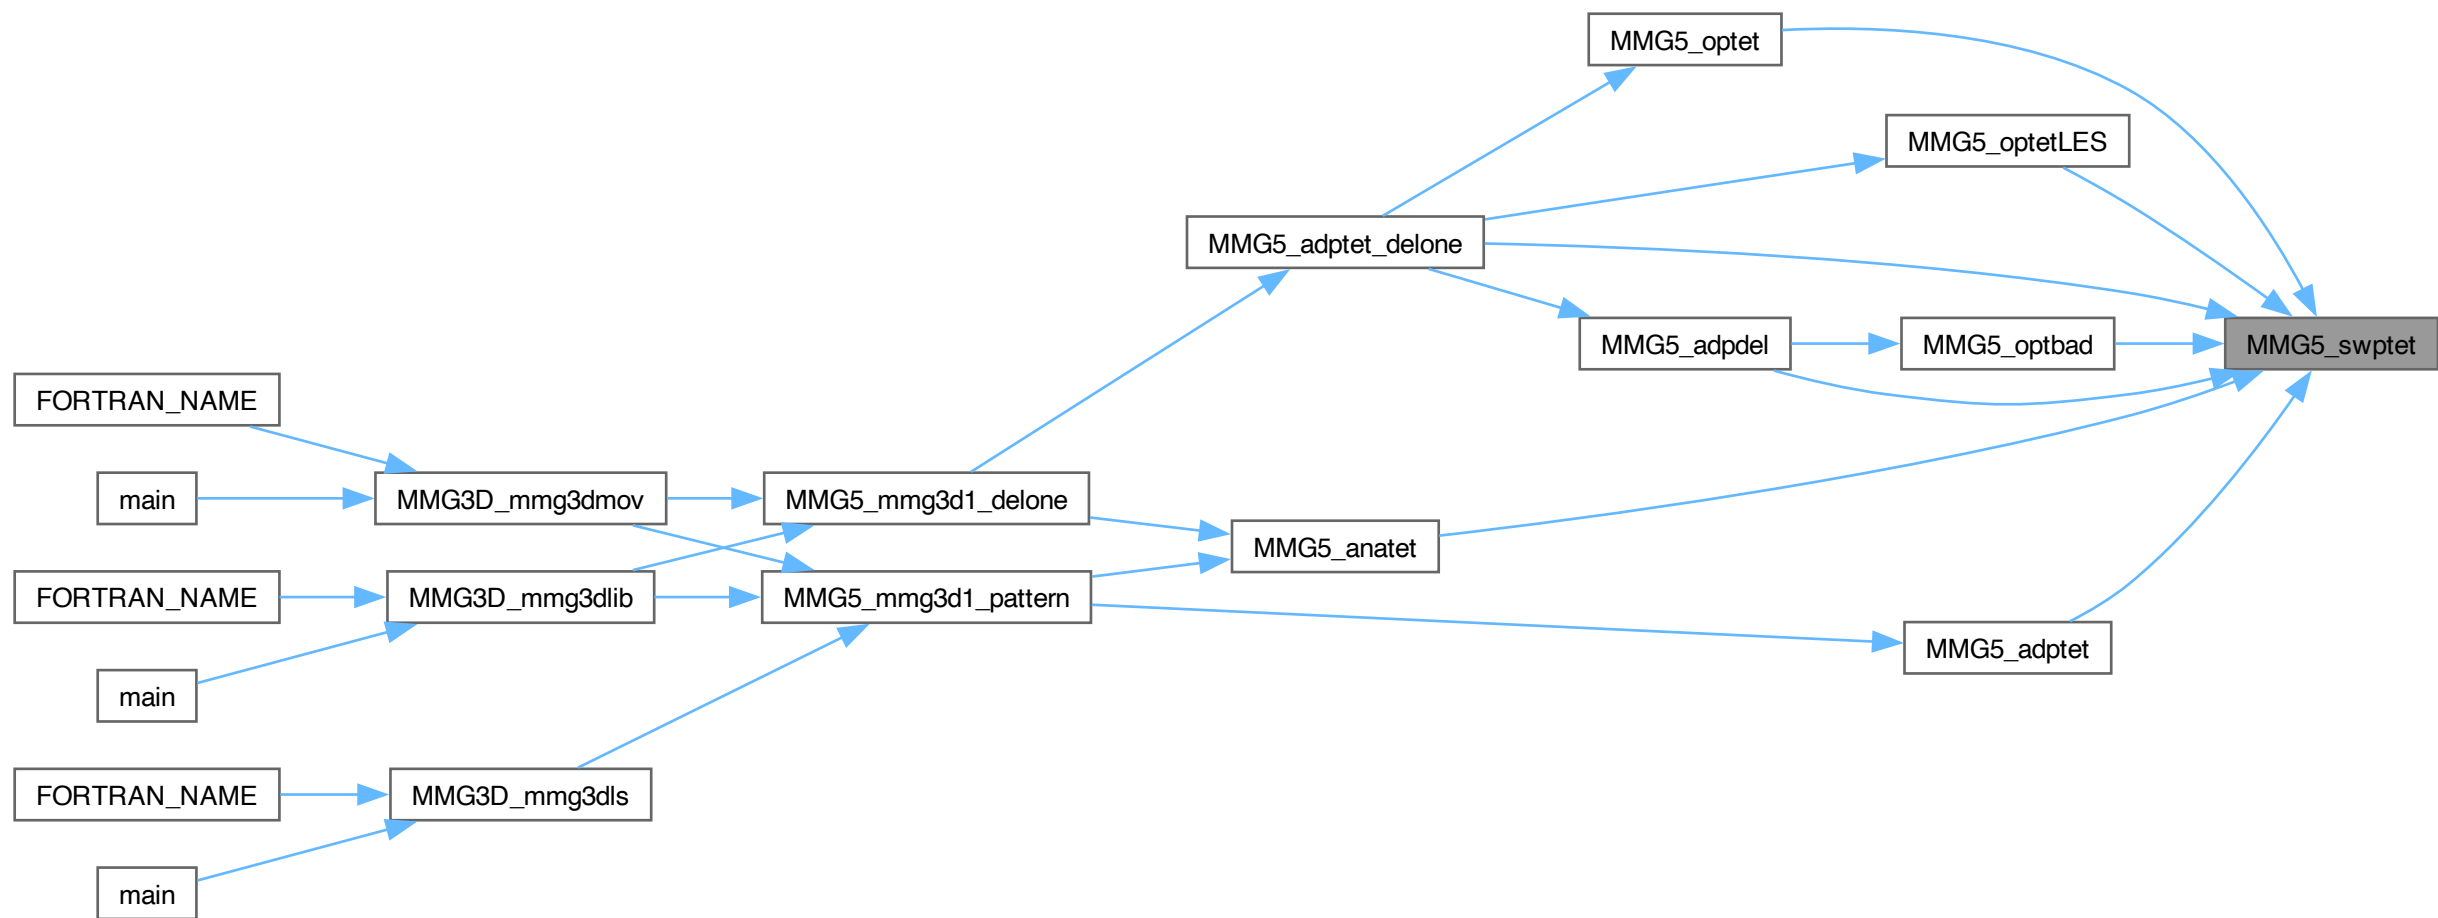 MMG5_optet
MMG5_optetLES
MMG5_adptet_delone
MMG5_adpdel
MMG5_optbad
MMG5_swptet
FORTRAN_NAME
main
MMG3D_mmg3dmov
MMG5_mmg3d1_delone
MMG5_anatet
FORTRAN_NAME
MMG3D_mmg3dlib
MMG5_mmg3d1_pattern
MMG5_adptet
main
FORTRAN_NAME
MMG3D_mmg3dls
main